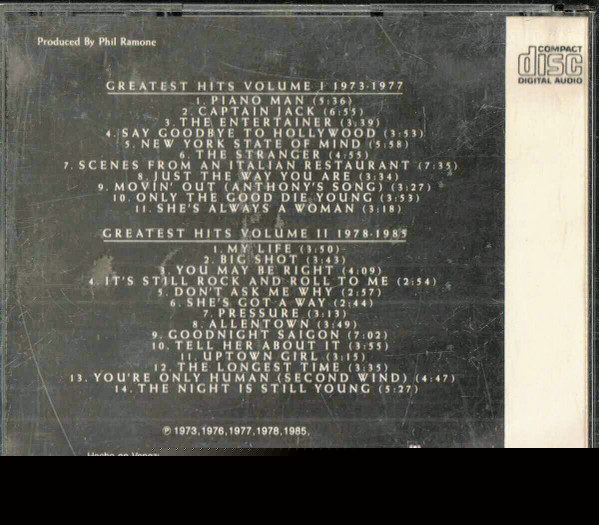 Produced By Phil Ramone
COMPACT
disc
DIGITAL AUDIO
GREATEST HITS VOLUME I 1973-1977
1. PIANO MAN (5:36)
2. CAPTAIN JACK (6:55)
3. THE ENTERTAINER (3:39)
4. SAY GOODBYE TO HOLLYWOOD (3:53)
5. NEW YORK STATE OF MIND (5:58)
6. THE STRANGER (4:55)
7. SCENES FROM AN ITALIAN RESTAURANT (7:35)
8. JUST THE WAY YOU ARE (3:34)
9. MOVIN' OUT (ANTHONY'S SONG) (3:27)
10. ONLY THE GOOD DIE YOUNG (3:53)
11. SHE'S ALWAYS A WOMAN (3:18)
GREATEST HITS VOLUME II 1978-1985
1. MY LIFE (3:50)
2. BIG SHOT (3:43)
3. YOU MAY BE RIGHT (4:09)
4. IT'S STILL ROCK AND ROLL TO ME (2:54)
5. DON'T ASK ME WHY (2:57)
6. SHE'S GOT A WAY (2:44)
7. PRESSURE (3:13)
8. ALLENTOWN (3:49)
9. GOODNIGHT SAIGON (7:02)
10. TELL HER ABOUT IT (3:55)
11. UPTOWN GIRL (3:15)
12. THE LONGEST TIME (3:35)
13. YOU'RE ONLY HUMAN (SECOND WIND) (4:47)
14. THE NIGHT IS STILL YOUNG (5:27)
℗ 1973,1976,1977,1978,1985.
Hecho en